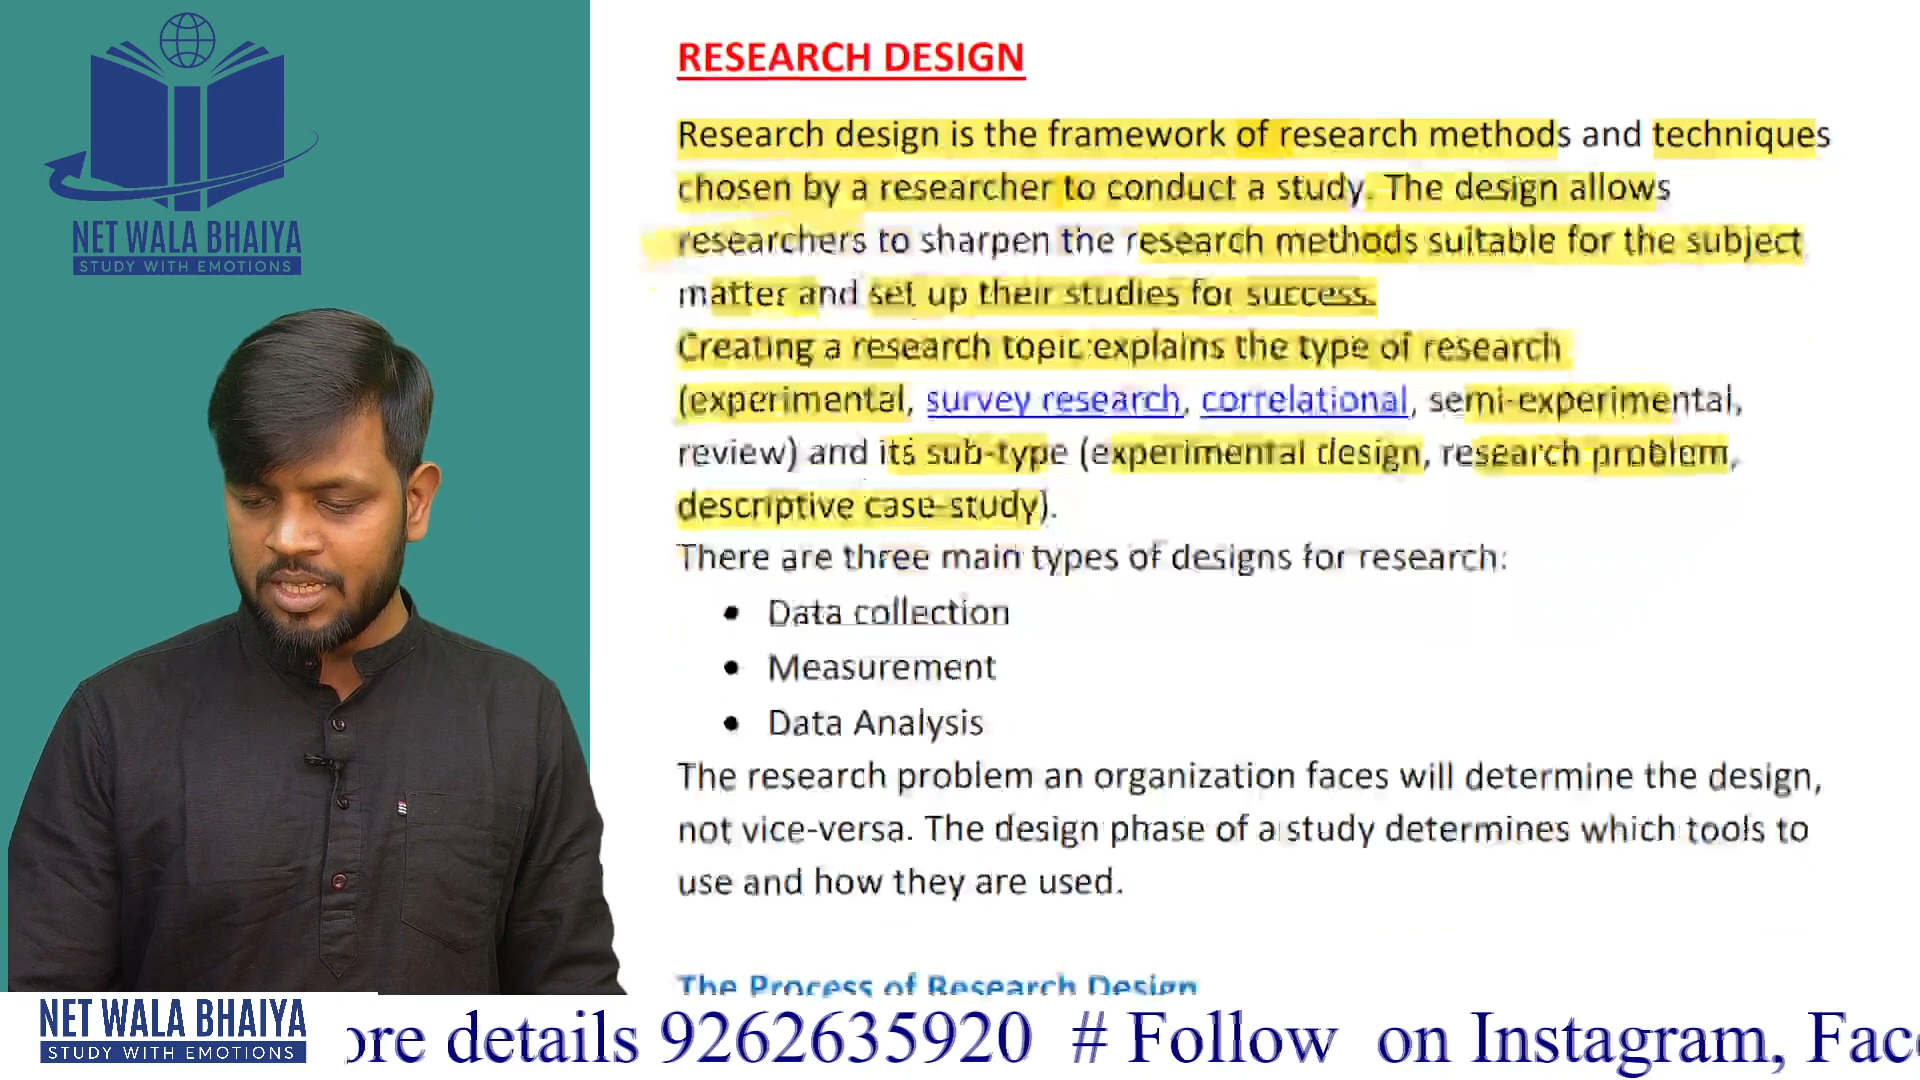 NET WALA BHAIYA
STUDY WITH EMOTIONS
RESEARCH DESIGN
Research design is the framework of research methods and techniques
chosen by a researcher to conduct a study. The design allows
researchers to sharpen the research methods suitable for the subject
matter and set up their studies for success.
Creating a research topic explains the type of research
(experimental, survey research, correlational, semi-experimental,
review) and its sub-type (experimental design, research problem,
descriptive case-study).
There are three main types of designs for research:
• Data collection
• Measurement
• Data Analysis
The research problem an organization faces will determine the design,
not vice-versa. The design phase of a study determines which tools to
use and how they are used.
The Process of Research Design
NET WALA BHAIYA
STUDY WITH EMOTIONS
details 9262635920 # Follow on Instagram,